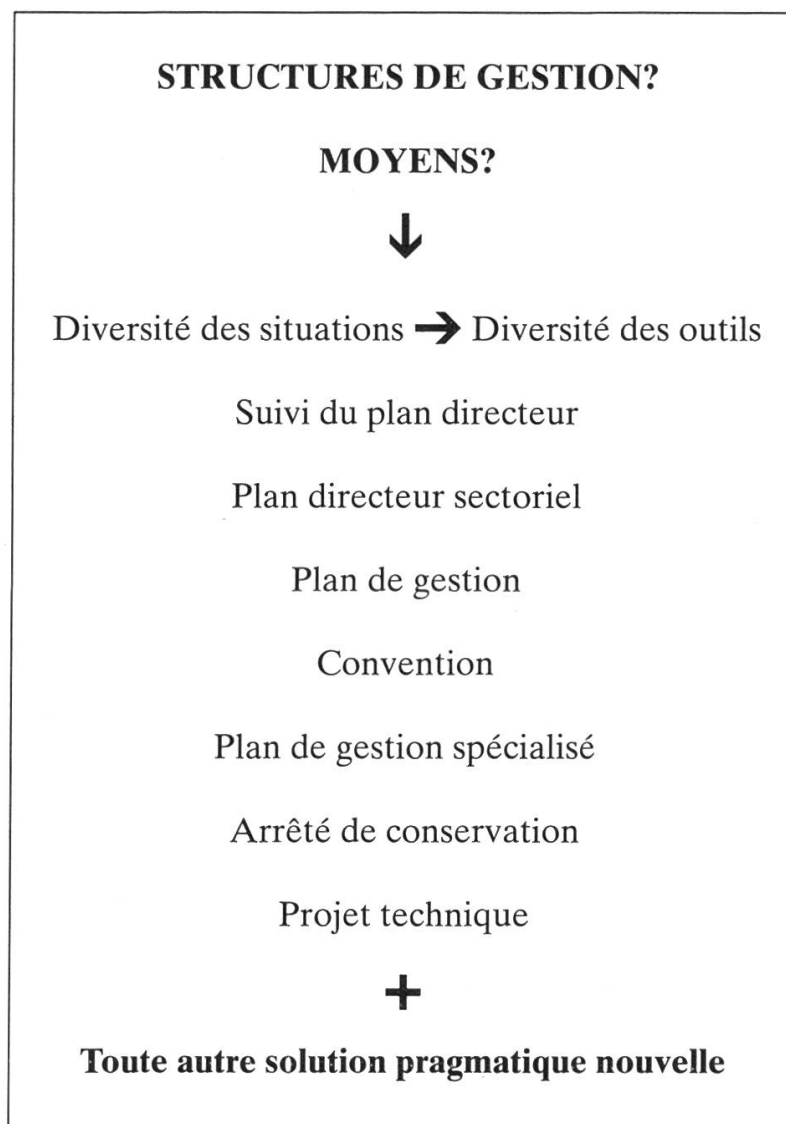 STRUCTURES DE GESTION?
MOYENS?
↓
Diversité des situations → Diversité des outils
Suivi du plan directeur
Plan directeur sectoriel
Plan de gestion
Convention
Plan de gestion spécialisé
Arrêté de conservation
Projet technique
+
Toute autre solution pragmatique nouvelle